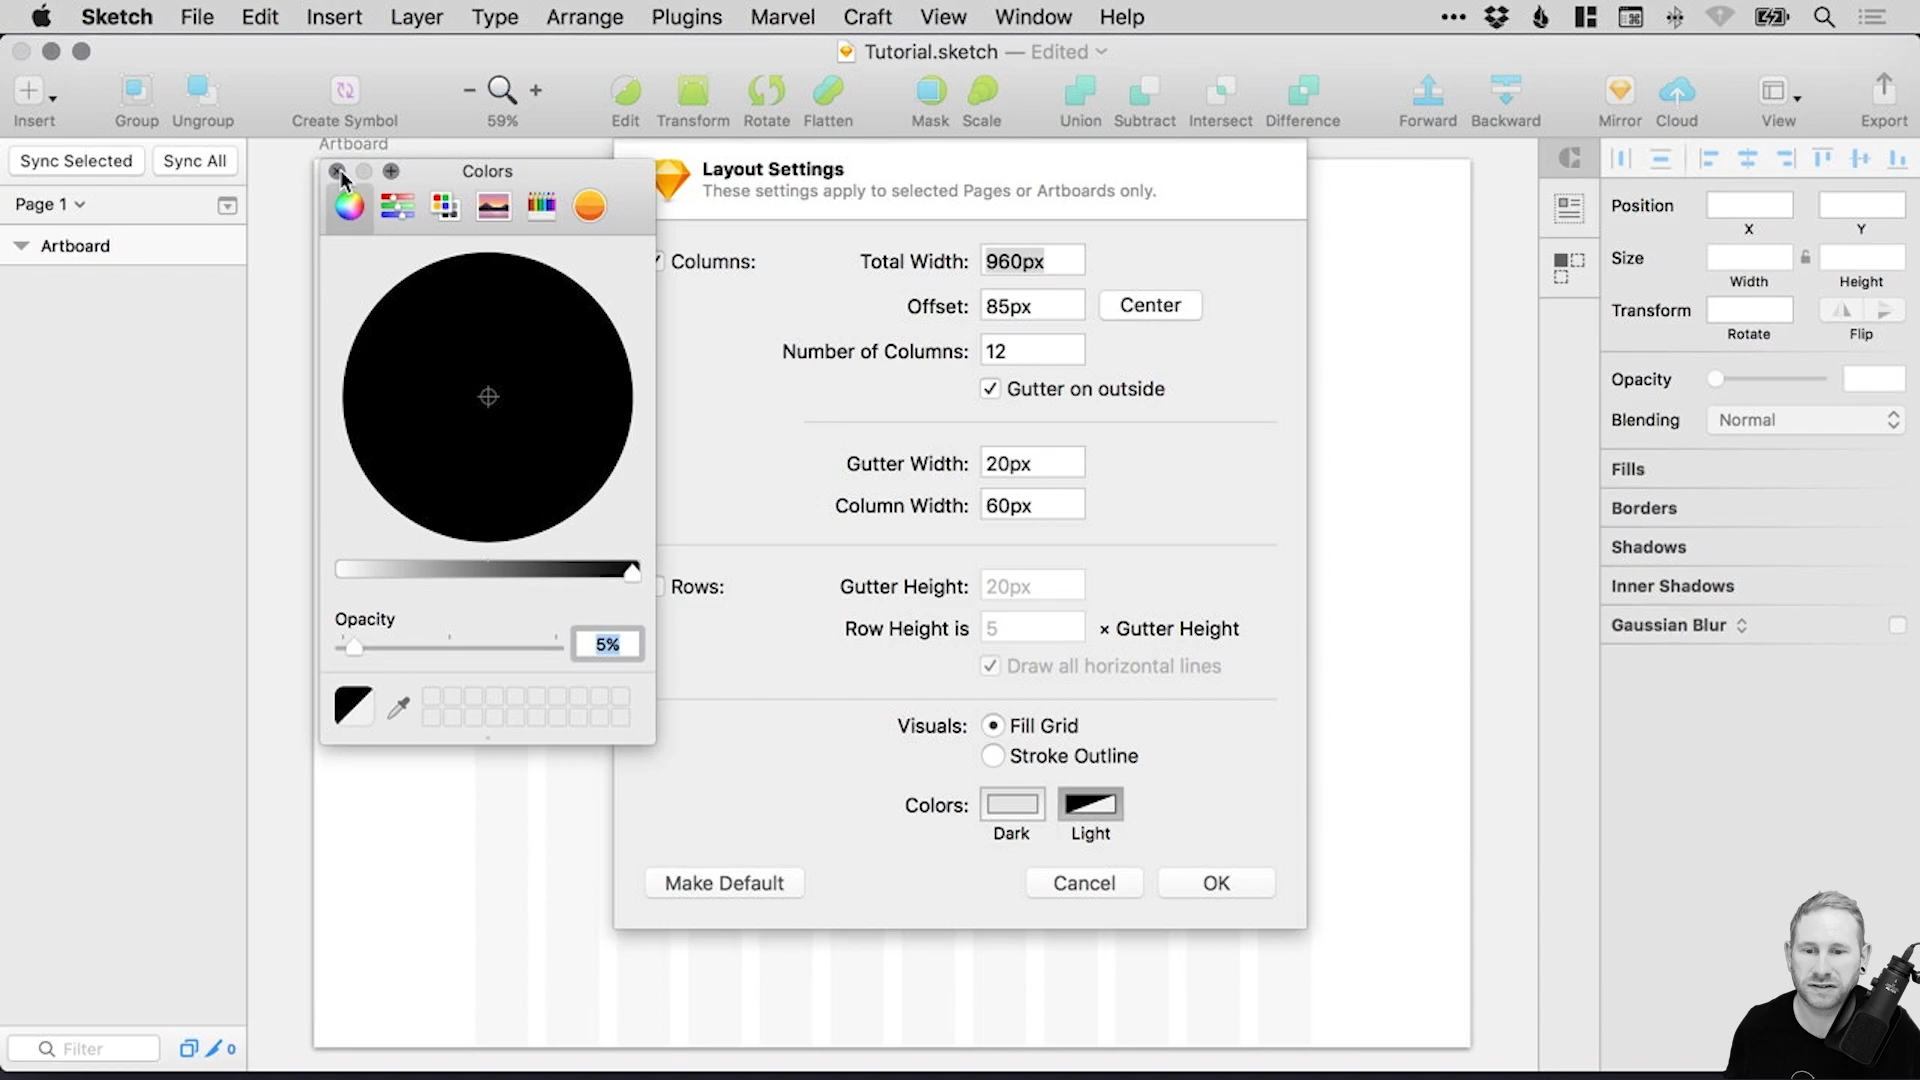 Sketch File Edit Insert Layer Type Arrange Plugins Marvel Craft View Window Help
Tutorial.sketch — Edited
Insert Group Ungroup Create Symbol 59% Edit Transform Rotate Flatten Mask Scale Union Subtract Intersect Difference Forward Backward Mirror Cloud View Export
Sync Selected Sync All
Page 1
Artboard
Filter
0
Artboard
Colors
Opacity
5%
Layout Settings
These settings apply to selected Pages or Artboards only.
Columns:
Total Width: 960px
Offset: 85px Center
Number of Columns: 12
Gutter on outside
Gutter Width: 20px
Column Width: 60px
Rows:
Gutter Height: 20px
Row Height is 5 × Gutter Height
Draw all horizontal lines
Visuals: Fill Grid
Stroke Outline
Colors:
Dark Light
Make Default Cancel OK
Position
X Y
Size
Width Height
Transform
Rotate Flip
Opacity
Blending Normal
Fills
Borders
Shadows
Inner Shadows
Gaussian Blur